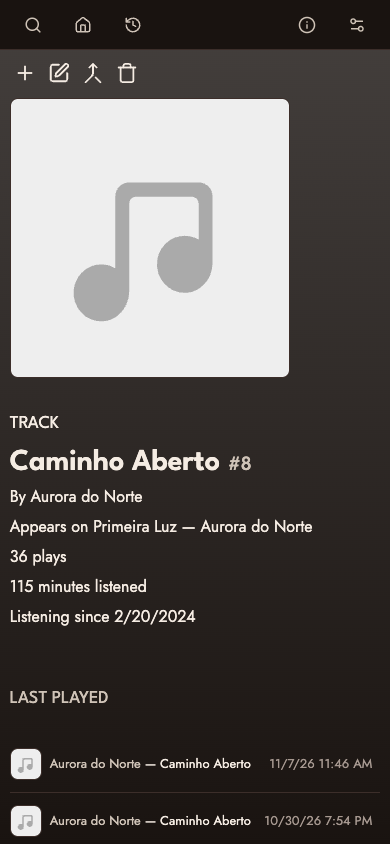 TRACK
Caminho Aberto #8
By Aurora do Norte
Appears on Primeira Luz — Aurora do Norte
36 plays
115 minutes listened
Listening since 2/20/2024
LAST PLAYED
Aurora do Norte — Caminho Aberto 11/7/26 11:46 AM
Aurora do Norte — Caminho Aberto 10/30/26 7:54 PM